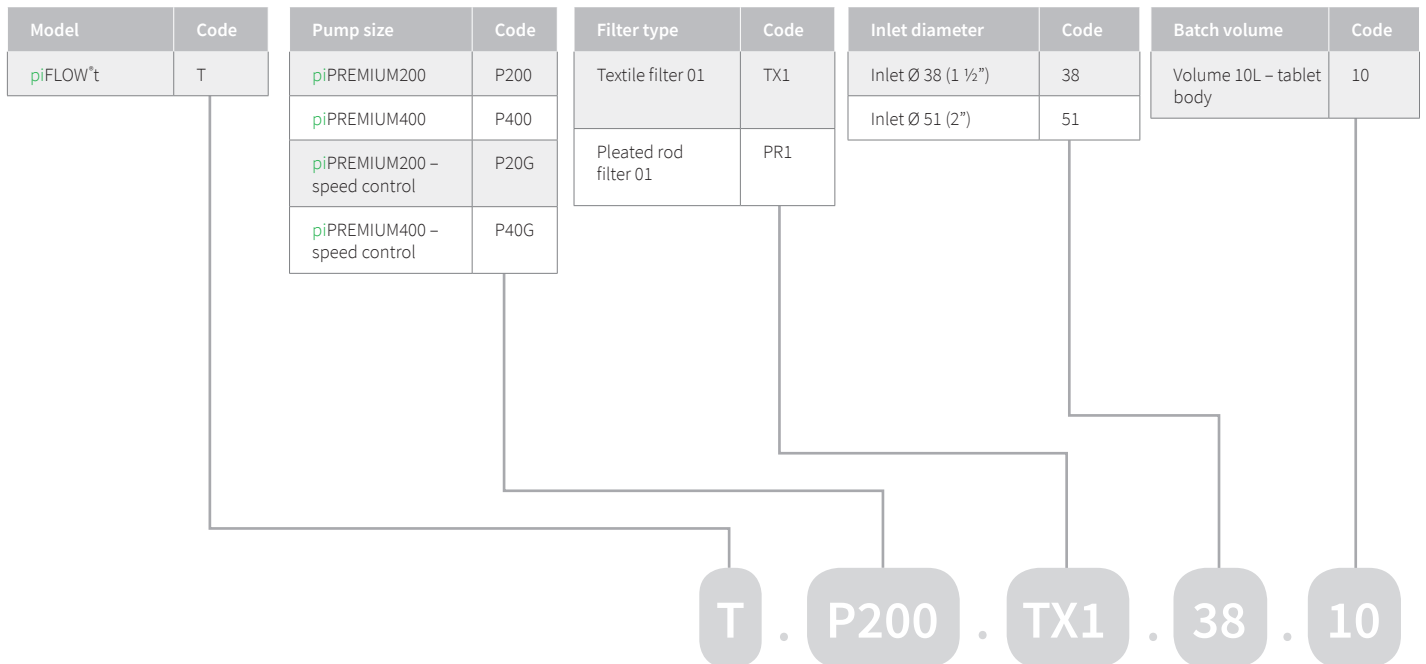 Model Code
piFLOW®t T
Pump size Code
piPREMIUM200 P200
piPREMIUM400 P400
piPREMIUM200 – P20G
speed control
piPREMIUM400 – P40G
speed control
Filter type Code
Textile filter 01 TX1
Pleated rod PR1
filter 01
Inlet diameter Code
Inlet Ø 38 (1 ½”) 38
Inlet Ø 51 (2”) 51
Batch volume Code
Volume 10L – tablet 10
body
T . P200 . TX1 . 38 . 10